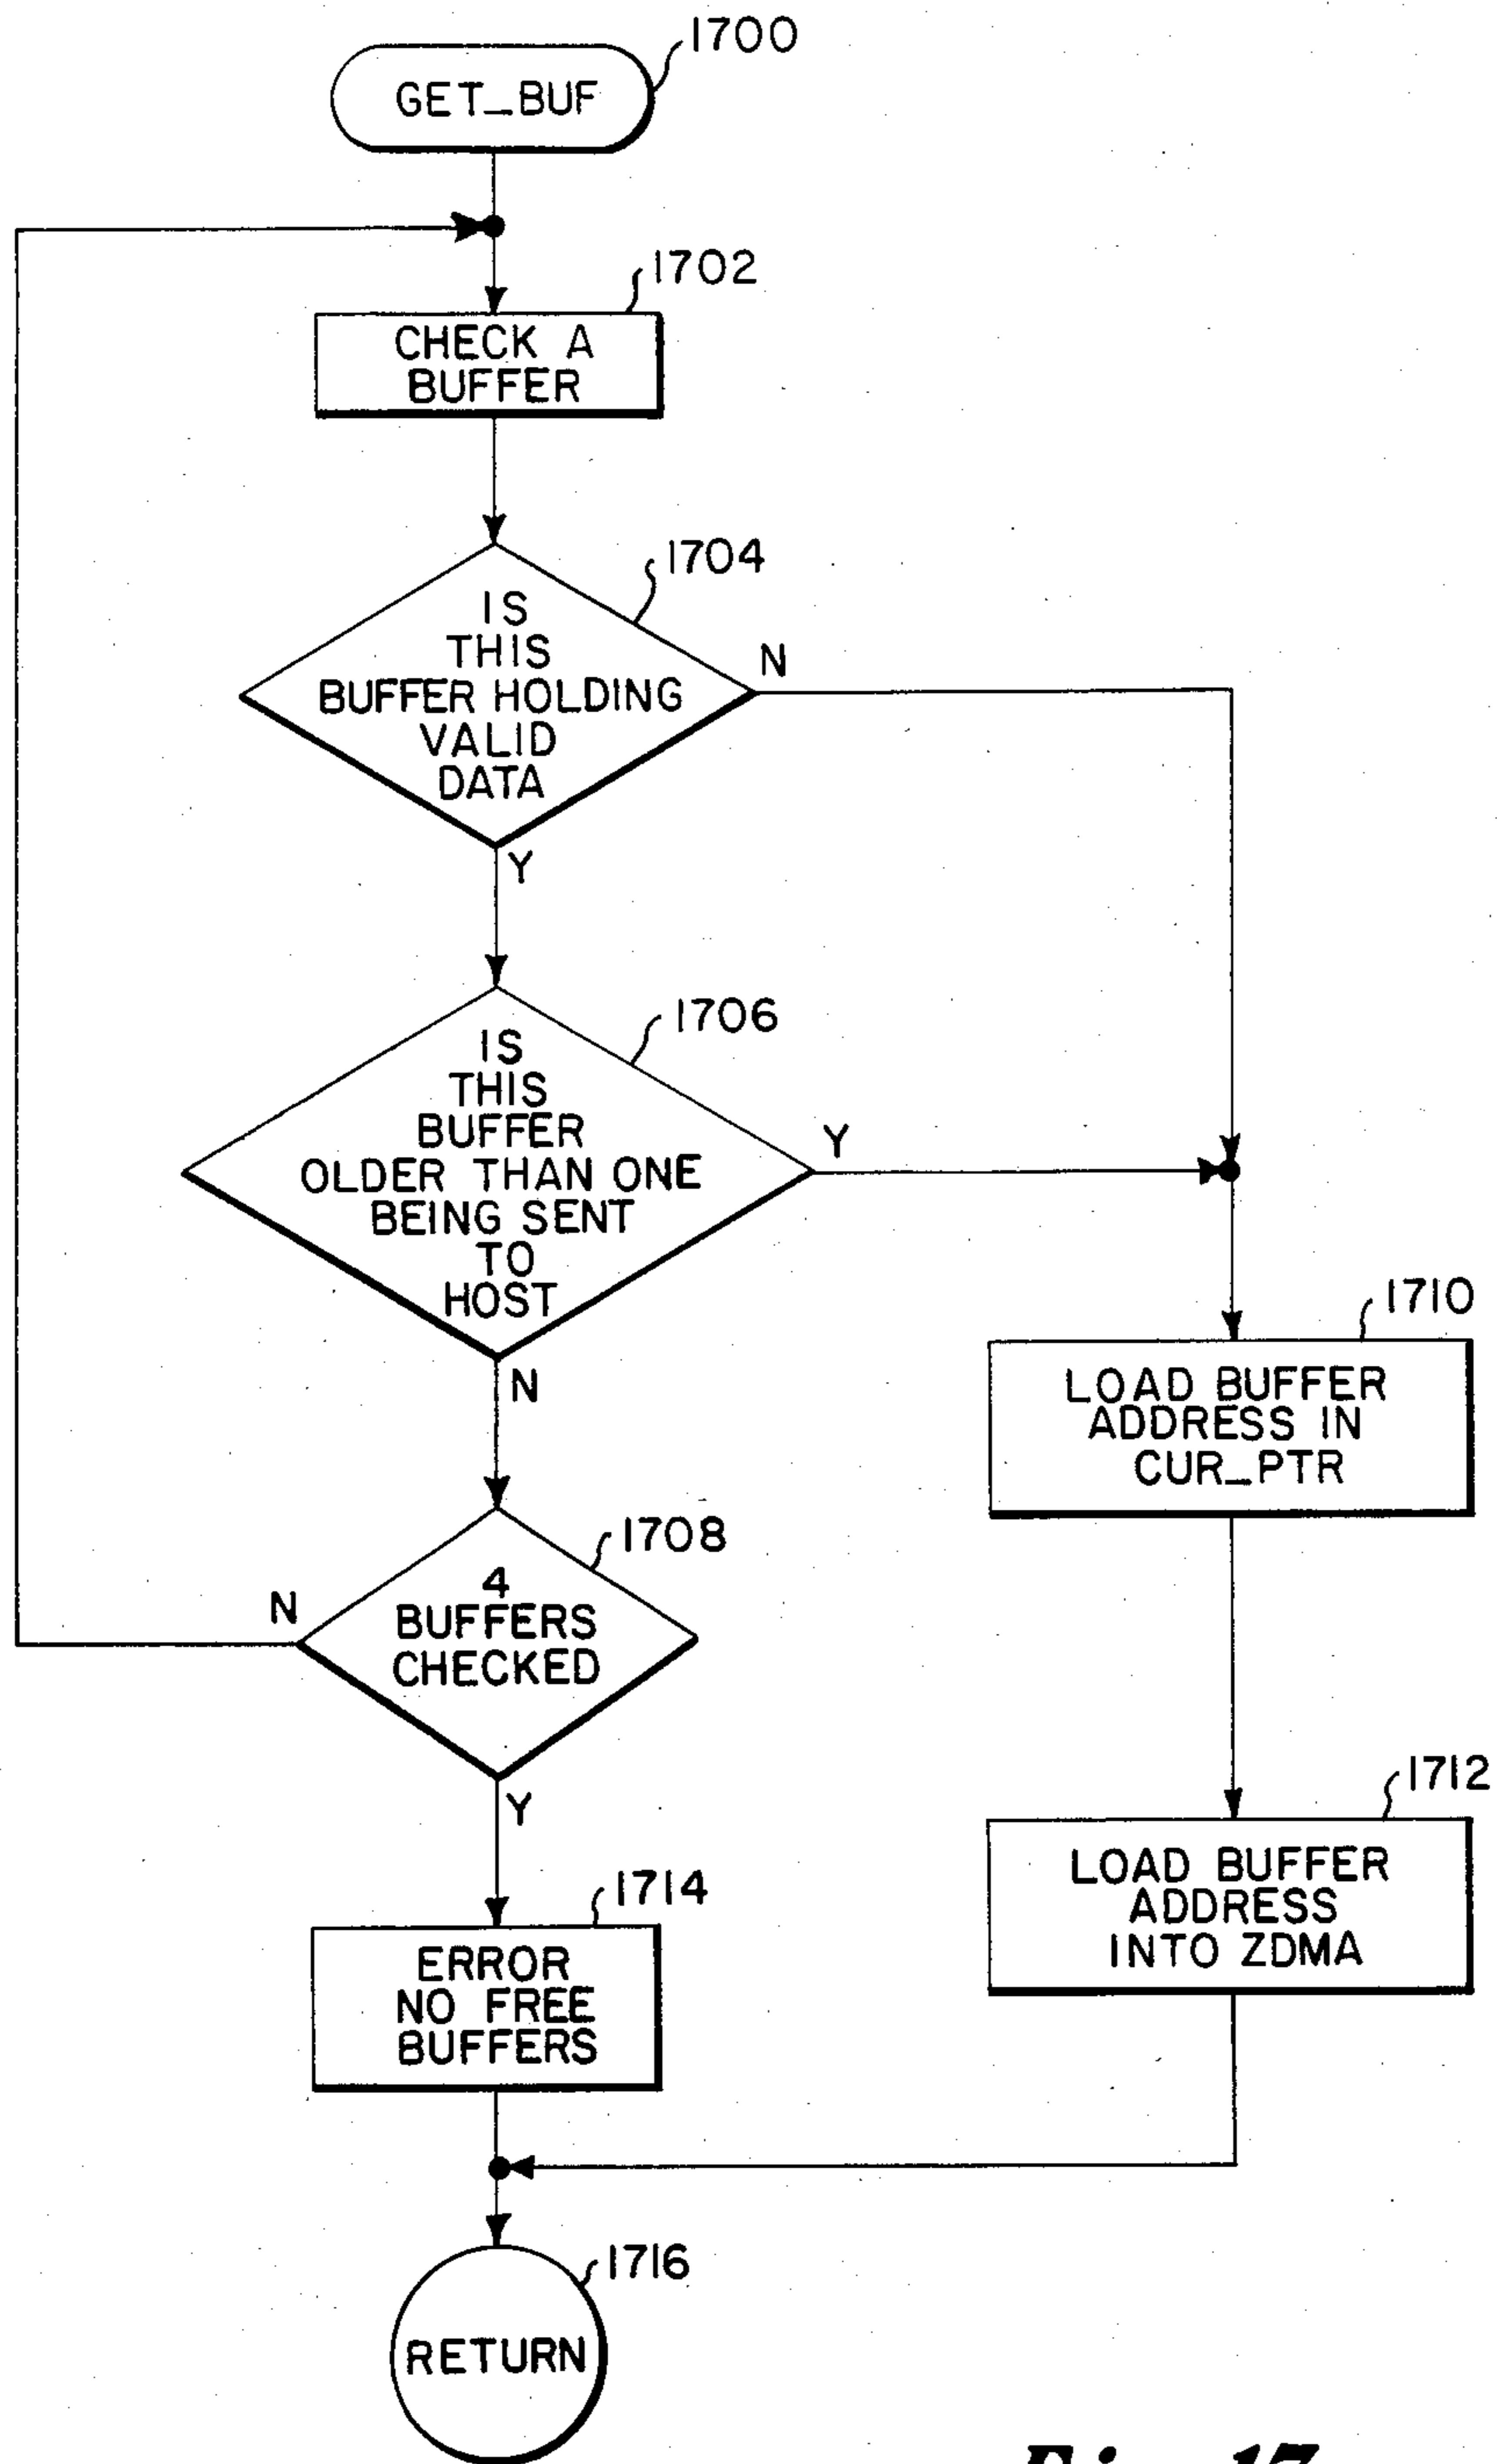 1700
GET_BUF
1702
CHECK A
BUFFER
1704
IS
THIS
BUFFER HOLDING
VALID
DATA
N
Y
1706
IS
THIS
BUFFER
OLDER THAN ONE
BEING SENT
TO
HOST
Y
N
1710
LOAD BUFFER
ADDRESS IN
CUR_PTR
1708
4
BUFFERS
CHECKED
N
Y
1712
LOAD BUFFER
ADDRESS
INTO ZDMA
1714
ERROR
NO FREE
BUFFERS
1716
RETURN